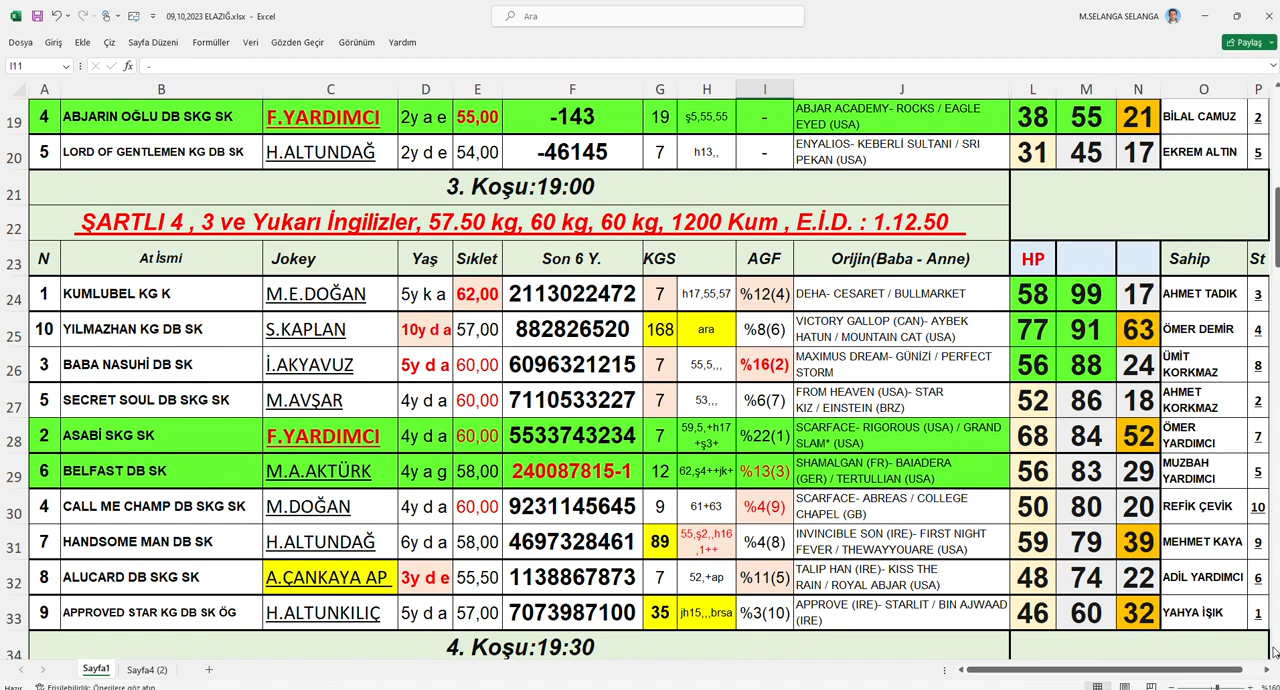 09,10,2023 ELAZIĞ.xlsx - Excel
Ara
M.SELANGA SELANGA
Dosya Giriş Ekle Çiz Sayfa Düzeni Formüller Veri Gözden Geçir Görünüm Yardım
Paylaş
I11 fx -
A B C D E F G H I J L M N O P
19 4 ABJARIN OĞLU DB SKG SK F.YARDIMCI 2y a e 55,00 -143 19 ş5,55,55 - ABJAR ACADEMY- ROCKS / EAGLE EYED (USA) 38 55 21 BİLAL CAMUZ 2
20 5 LORD OF GENTLEMEN KG DB SK H.ALTUNDAĞ 2y d e 54,00 -46145 7 h13,, - ENYALIOS- KEBERLİ SULTANI / SRI PEKAN (USA) 31 45 17 EKREM ALTIN 5
21 3. Koşu:19:00
22 ŞARTLI 4 , 3 ve Yukarı İngilizler, 57.50 kg, 60 kg, 60 kg, 1200 Kum , E.İ.D. : 1.12.50
23 N At İsmi Jokey Yaş Sıklet Son 6 Y. KGS AGF Orijin(Baba - Anne) HP Sahip St
24 1 KUMLUBEL KG K M.E.DOĞAN 5y k a 62,00 2113022472 7 h17,55,57 %12(4) DEHA- CESARET / BULLMARKET 58 99 17 AHMET TADIK 3
25 10 YILMAZHAN KG DB SK S.KAPLAN 10y d a 57,00 882826520 168 ara %8(6) VICTORY GALLOP (CAN)- AYBEK HATUN / MOUNTAIN CAT (USA) 77 91 63 ÖMER DEMİR 4
26 3 BABA NASUHİ DB SK İ.AKYAVUZ 5y d a 60,00 6096321215 7 55,5,,, %16(2) MAXIMUS DREAM- GÜNİZİ / PERFECT STORM 56 88 24 ÜMİT KORKMAZ 8
27 5 SECRET SOUL DB SKG SK M.AVŞAR 4y d a 60,00 7110533227 7 53,,, %6(7) FROM HEAVEN (USA)- STAR KIZ / EINSTEIN (BRZ) 52 86 18 AHMET KORKMAZ 2
28 2 ASABİ SKG SK F.YARDIMCI 4y d a 60,00 5533743234 7 59,5,+h17 +ş3+ %22(1) SCARFACE- RIGOROUS (USA) / GRAND SLAM* (USA) 68 84 52 ÖMER YARDIMCI 7
29 6 BELFAST DB SK M.A.AKTÜRK 4y a g 58,00 240087815-1 12 62,ş4++jk+ %13(3) SHAMALGAN (FR)- BAIADERA (GER) / TERTULLIAN (USA) 56 83 29 MUZBAH YARDIMCI 5
30 4 CALL ME CHAMP DB SKG SK M.DOĞAN 4y d a 60,00 9231145645 9 61+63 %4(9) SCARFACE- ABREAS / COLLEGE CHAPEL (GB) 50 80 20 REFİK ÇEVİK 10
31 7 HANDSOME MAN DB SK H.ALTUNDAĞ 6y d a 58,00 4697328461 89 55,ş2,,h16 ,1++ %4(8) INVINCIBLE SON (IRE)- FIRST NIGHT FEVER / THEWAYYOUARE (USA) 59 79 39 MEHMET KAYA 9
32 8 ALUCARD DB SKG SK A.ÇANKAYA AP 3y d e 55,50 1138867873 7 52,+ap %11(5) TALIP HAN (IRE)- KISS THE RAIN / ROYAL ABJAR (USA) 48 74 22 ADİL YARDIMCI 6
33 9 APPROVED STAR KG DB SK ÖG H.ALTUNKILIÇ 5y d a 57,00 7073987100 35 jh15,,,brsa %3(10) APPROVE (IRE)- STARLIT / BIN AJWAAD (IRE) 46 60 32 YAHYA IŞIK 1
34 4. Koşu:19:30
Sayfa1 Sayfa4 (2) +
Hazır Erişilebilirlik: Önerilere göz atın %160